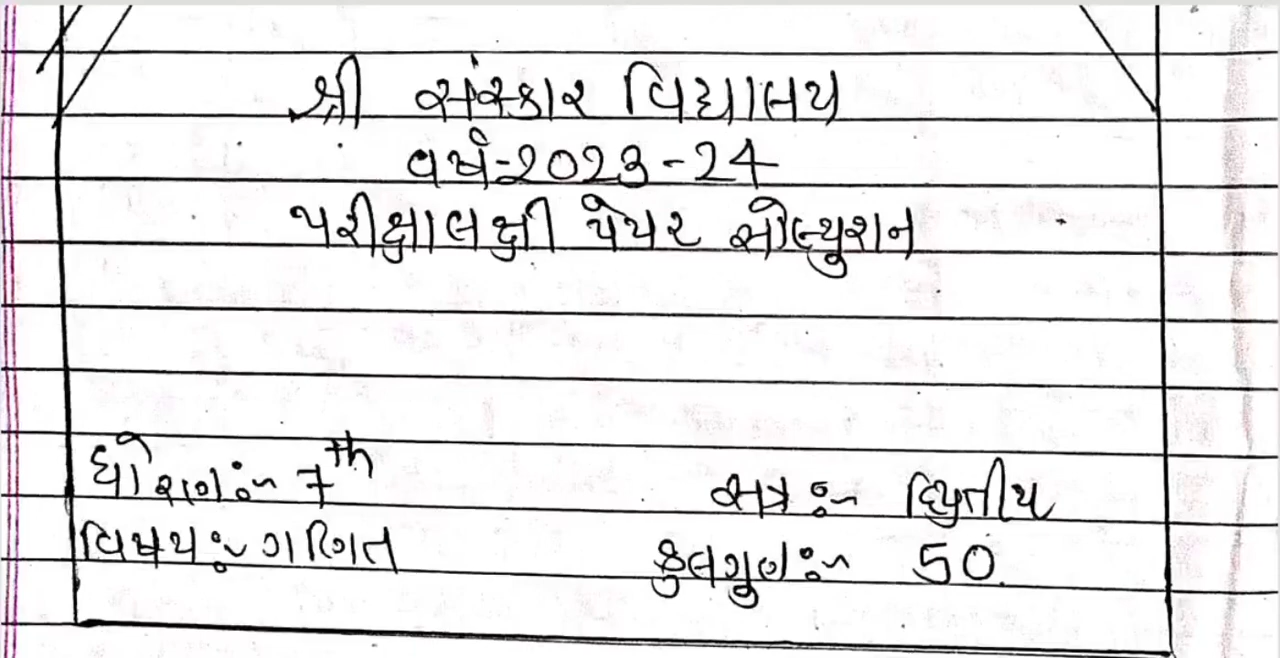 શ્રી સંસ્કાર વિદ્યાલય
વર્ષ-2023-24
પરીક્ષાલક્ષી પેપર સોલ્યુશન
ધોરણઃ- 7th
સત્રઃ- દ્વિતીય
વિષયઃ- ગણિત
કુલગુણઃ- 50